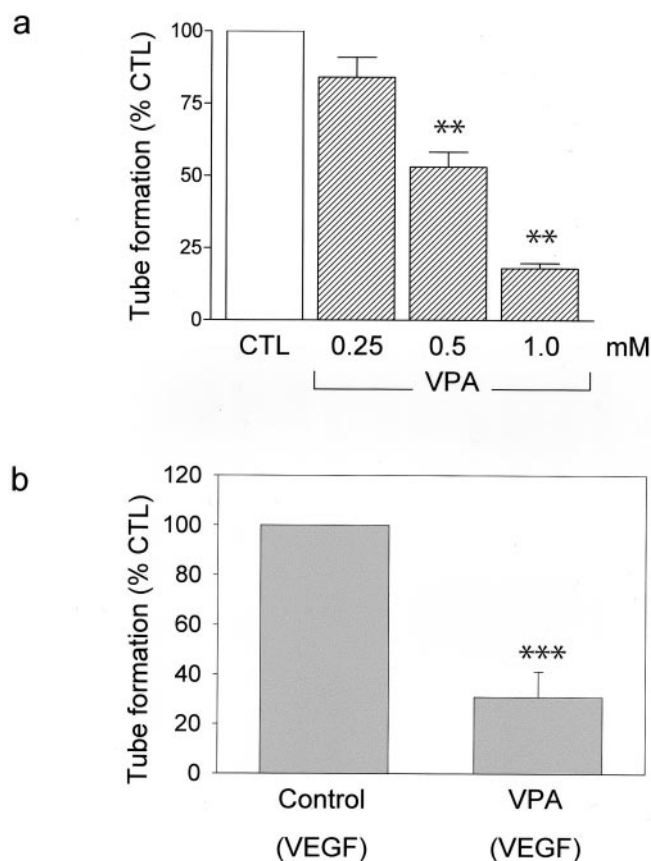 a
Tube formation (% CTL)
100
75
50
25
0
**
**
CTL 0.25 0.5 1.0 mM
VPA
b
Tube formation (% CTL)
120
100
80
60
40
20
0
***
Control VPA
(VEGF) (VEGF)